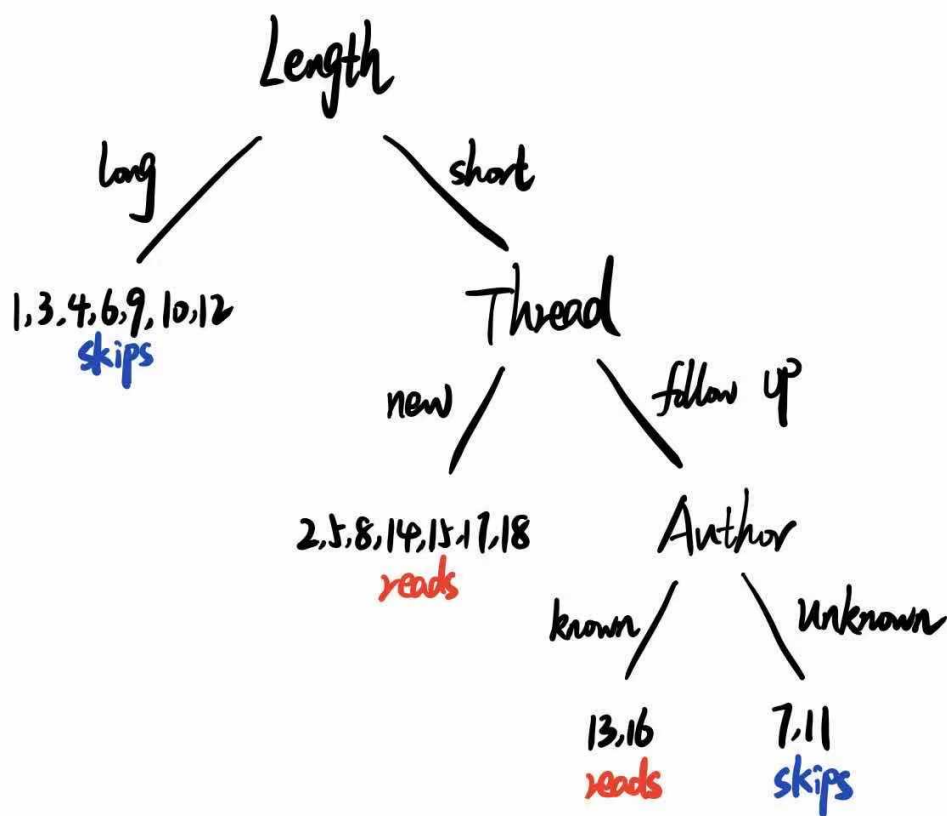 Length
long
short
1,3,4,6,9,10,12
skips
Thread
new
follow up
2,5,8,14,15,17,18
reads
Author
known
unknown
13,16
7,11
reads
skips